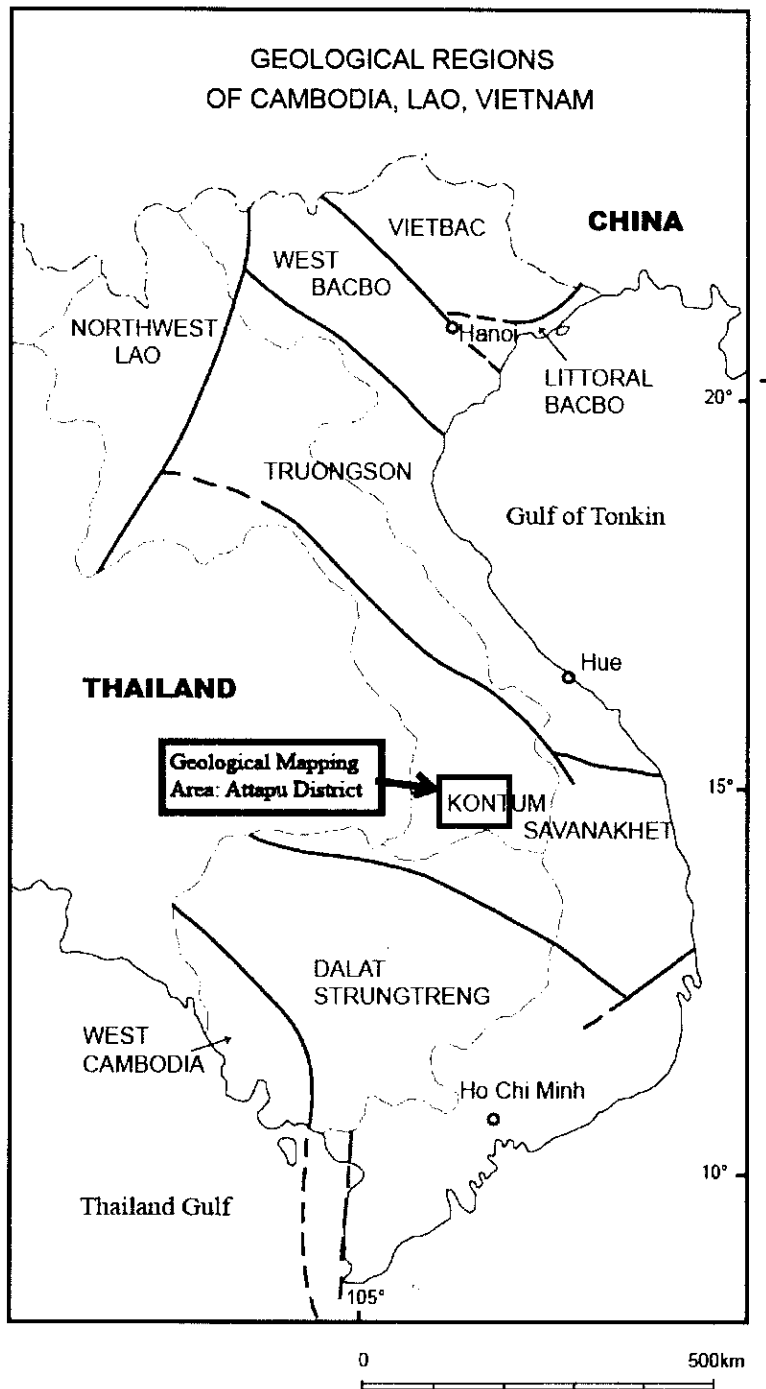 GEOLOGICAL REGIONS
OF CAMBODIA, LAO, VIETNAM
VIETBAC
CHINA
WEST
BACBO
NORTHWEST
LAO
Hanoi
LITTORAL
BACBO
20°
TRUONGSON
Gulf of Tonkin
Hue
THAILAND
Geological Mapping
Area: Attapu District
15°
KONTUM
SAVANAKHET
DALAT
STRUNGTRENG
WEST
CAMBODIA
Ho Chi Minh
10°
Thailand Gulf
105°
0
500km